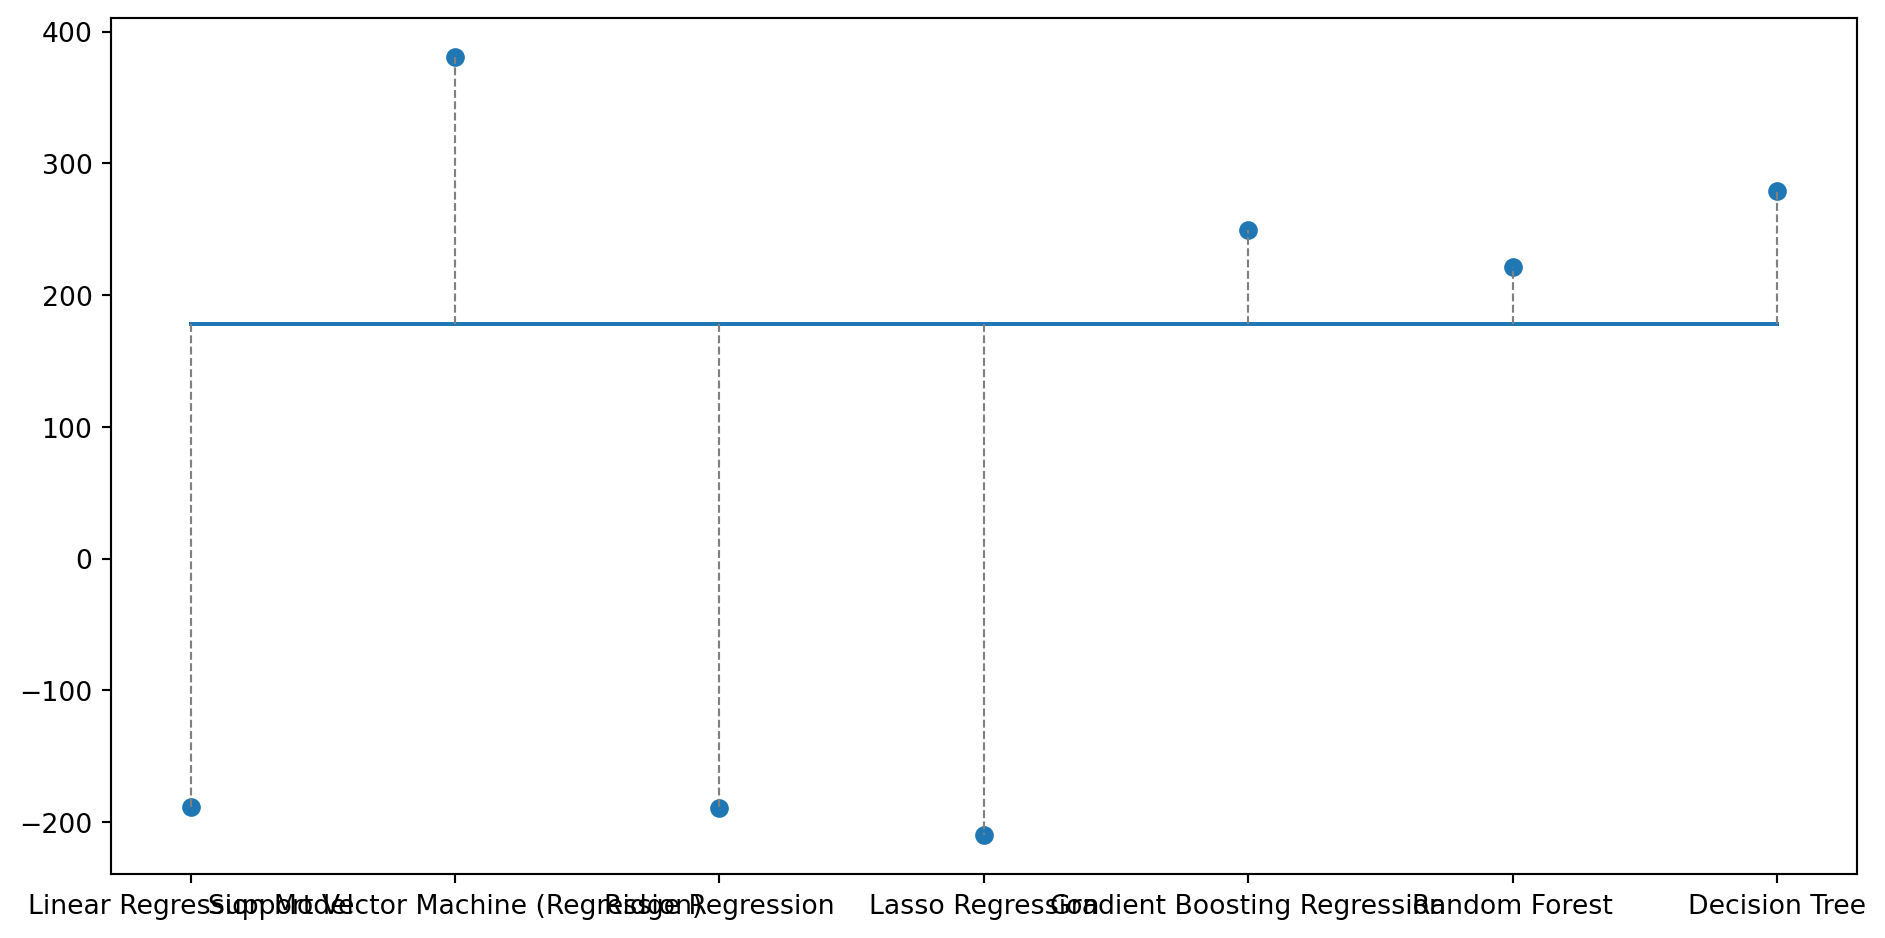 400
300
200
100
0
−100
−200
Linear Regression Model
Support Vector Machine (Regression)
Ridge Regression
Lasso Regression
Gradient Boosting Regression
Random Forest
Decision Tree